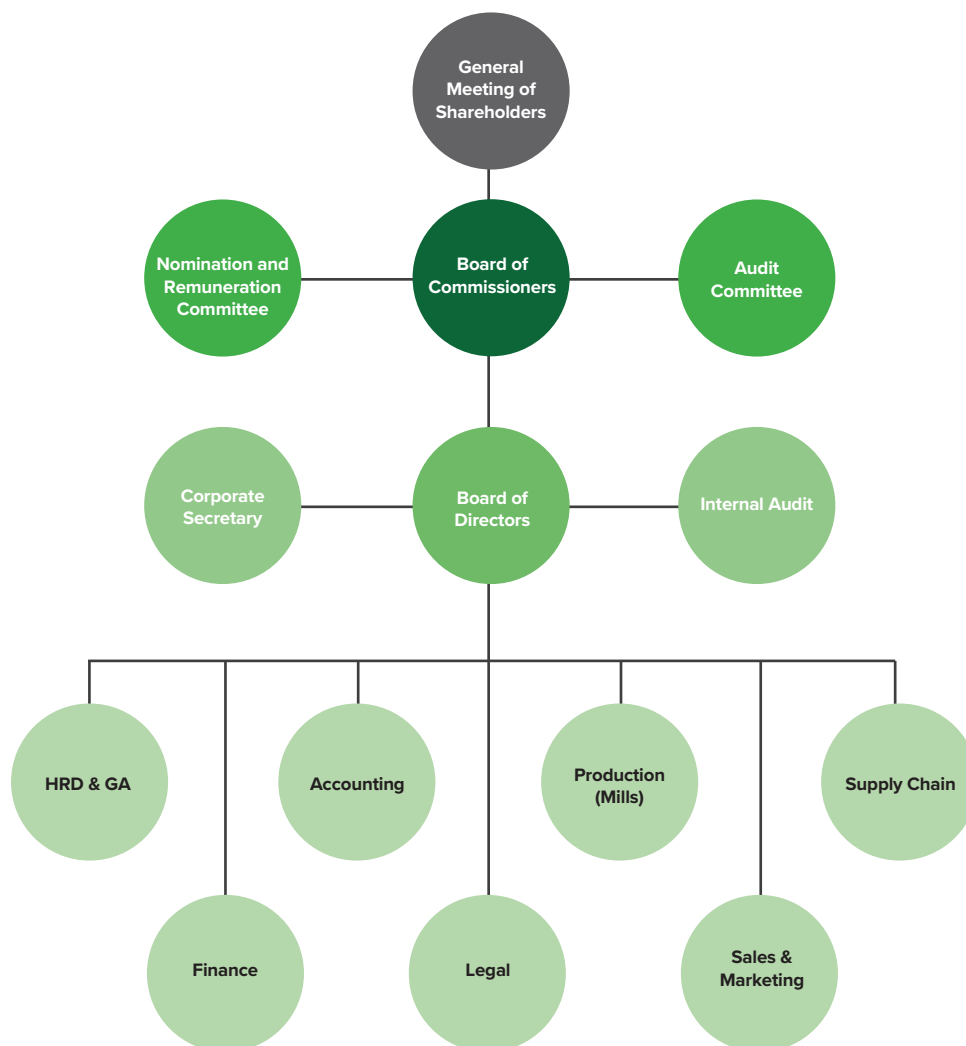 General
Meeting of
Shareholders
Nomination and
Remuneration
Committee
Board of
Commissioners
Audit
Committee
Corporate
Secretary
Board of
Directors
Internal Audit
HRD & GA
Accounting
Production
(Mills)
Supply Chain
Finance
Legal
Sales &
Marketing